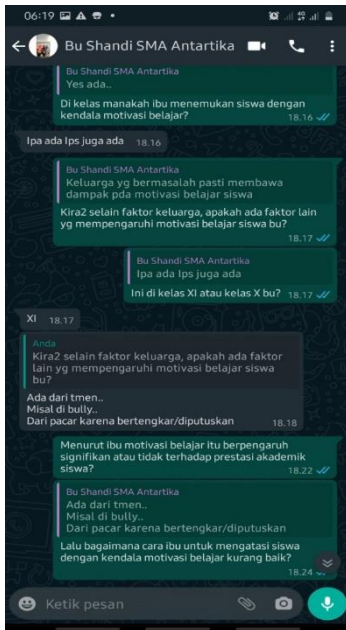 06:19
Bu Shandi SMA Antartika
Bu Shandi SMA Antartika
Yes ada..
Di kelas manakah ibu menemukan siswa dengan
kendala motivasi belajar?
18.16
Ipa ada Ips juga ada 18.16
Bu Shandi SMA Antartika
Keluarga yg bermasalah pasti membawa
dampak pda motivasi belajar siswa
Kira2 selain faktor keluarga, apakah ada faktor lain
yg mempengaruhi motivasi belajar siswa bu?
18.17
Bu Shandi SMA Antartika
Ipa ada Ips juga ada
Ini di kelas XI atau kelas X bu? 18.17
XI 18.17
Anda
Kira2 selain faktor keluarga, apakah ada faktor
lain yg mempengaruhi motivasi belajar siswa
bu?
Ada dari tmen..
Misal di bully..
Dari pacar karena bertengkar/diputuskan
18.18
Menurut ibu motivasi belajar itu berpengaruh
signifikan atau tidak terhadap prestasi akademik
siswa?
18.22
Bu Shandi SMA Antartika
Ada dari tmen..
Misal di bully..
Dari pacar karena bertengkar/diputuskan
Lalu bagaimana cara ibu untuk mengatasi siswa
dengan kendala motivasi belajar kurang baik?
18.24
Ketik pesan